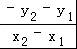 - y₂ - y₁
x₂ - x₁